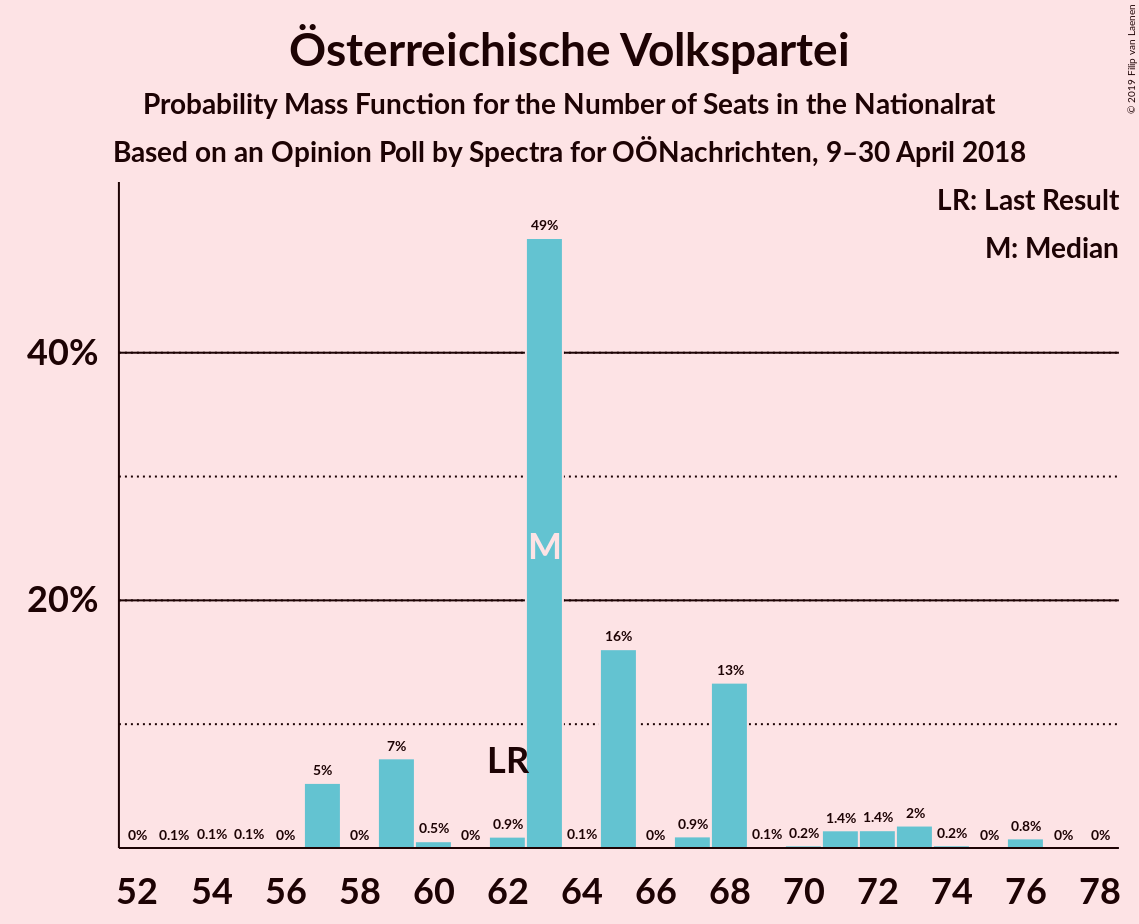 Österreichische Volkspartei
Probability Mass Function for the Number of Seats in the Nationalrat
Based on an Opinion Poll by Spectra for OÖNachrichten, 9–30 April 2018
© 2019 Filip van Laenen
LR: Last Result
M: Median
49%
40%
M
20%
16%
13%
LR
7%
5%
0% 0.1% 0.1% 0.1% 0% 0% 0.5% 0% 0.9% 0.1% 0% 0.9% 0.1% 0.2% 1.4% 1.4% 2% 0.2% 0% 0.8% 0% 0%
52 54 56 58 60 62 64 66 68 70 72 74 76 78